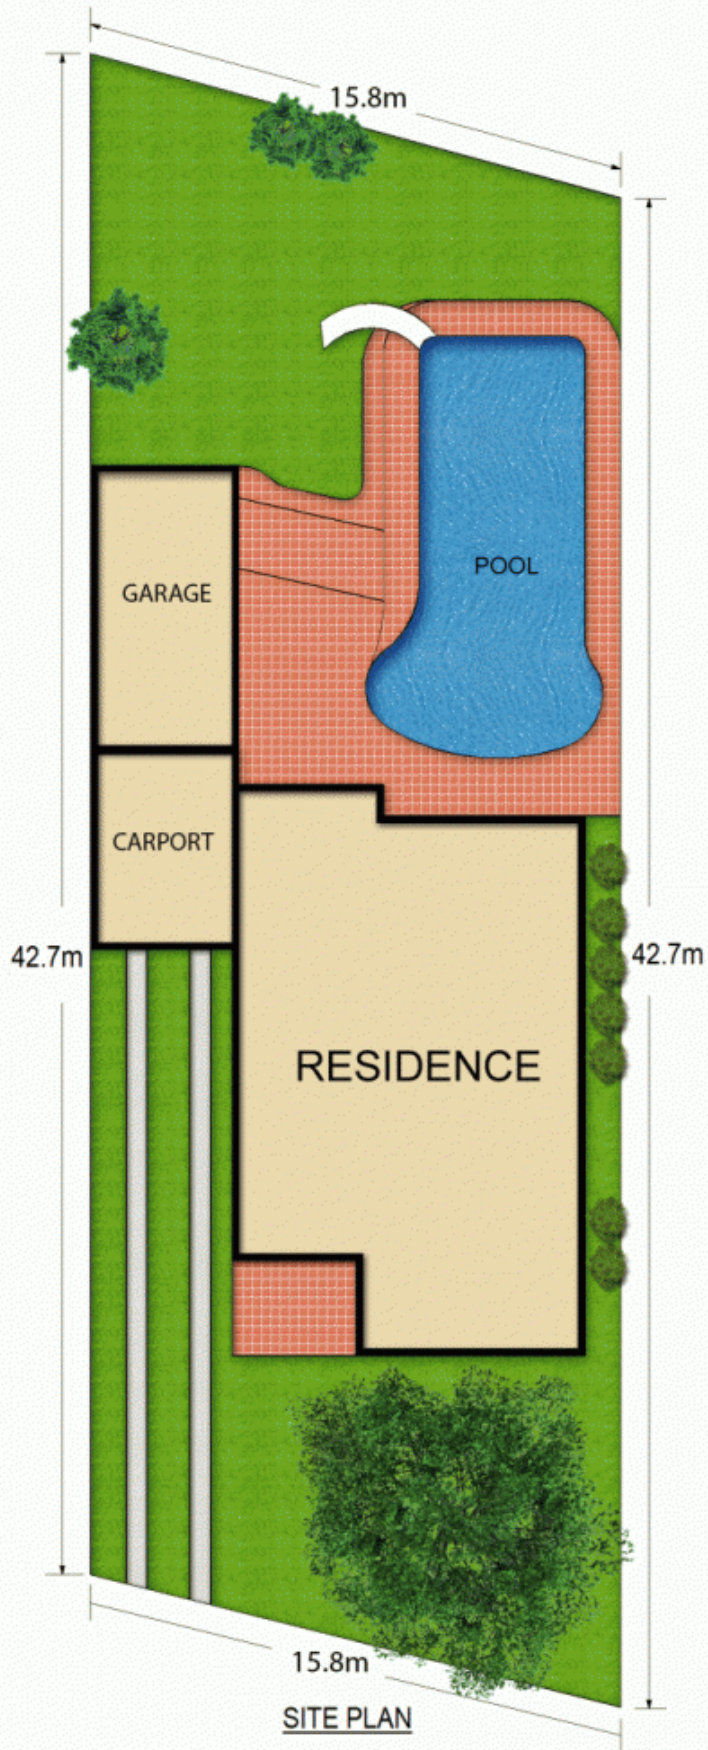 15.8m
POOL
GARAGE
CARPORT
42.7m
42.7m
RESIDENCE
15.8m
SITE PLAN